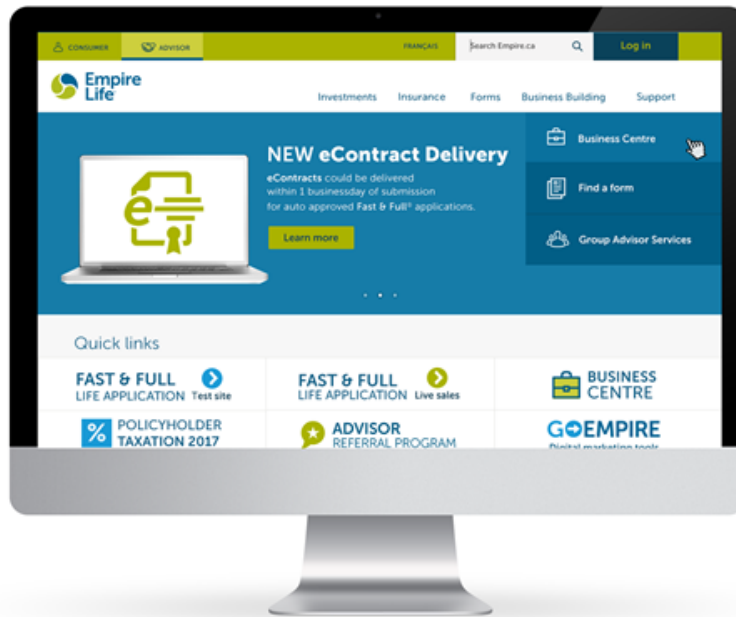 CONSUMER
ADVISOR
FRANÇAIS
Search Empire.ca
Log in
Empire
Life
Investments
Insurance
Forms
Business Building
Support
NEW eContract Delivery
eContracts could be delivered
within 1 businessday of submission
for auto approved Fast & Full® applications.
Learn more
e
Business Centre
Find a form
Group Advisor Services
Quick links
FAST & FULL
LIFE APPLICATION Test site
FAST & FULL
LIFE APPLICATION Live sales
BUSINESS
CENTRE
% POLICYHOLDER
TAXATION 2017
ADVISOR
REFERRAL PROGRAM
GOEMPIRE
Digital marketing tools